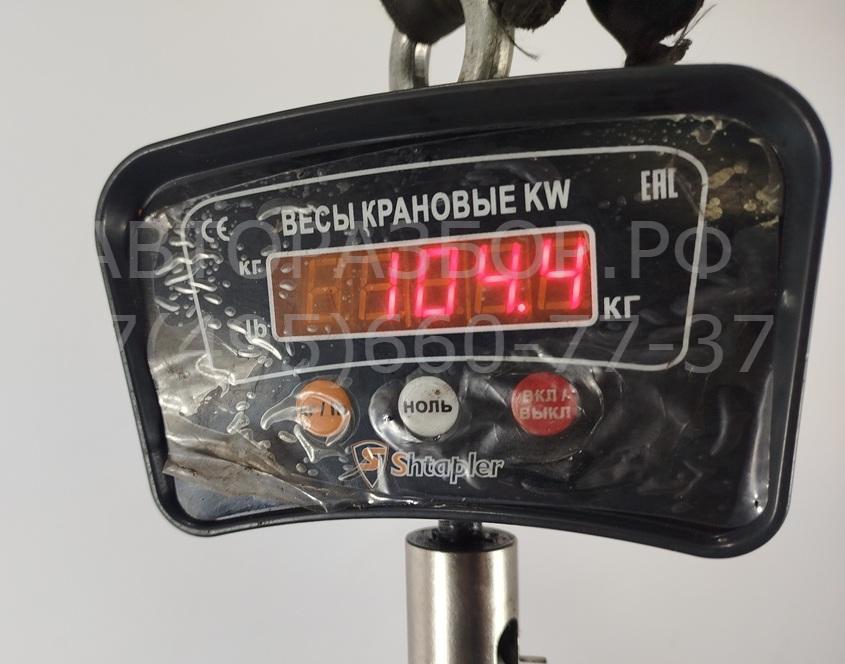 ВЕСЫ КРАНОВЫЕ KW
EAC
CE
АВТОРАЗБОР.РФ
кг
104.4
кг
lb
7(495)660-77-37
НОЛЬ
ВКЛ /
ВЫКЛ
Shtapler